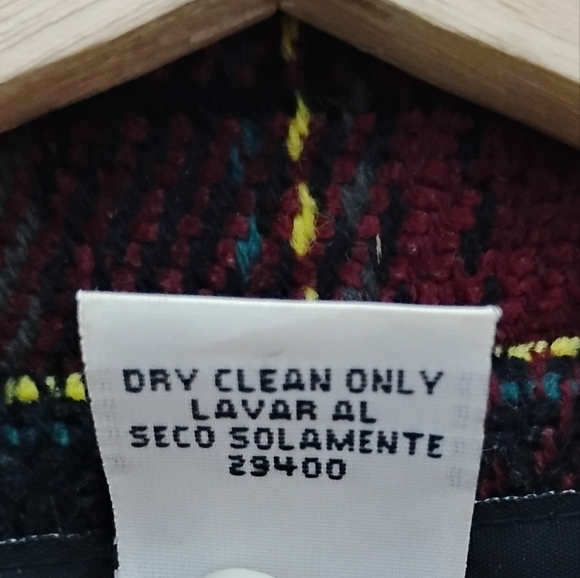 DRY CLEAN ONLY
LAVAR AL
SECO SOLAMENTE
29400